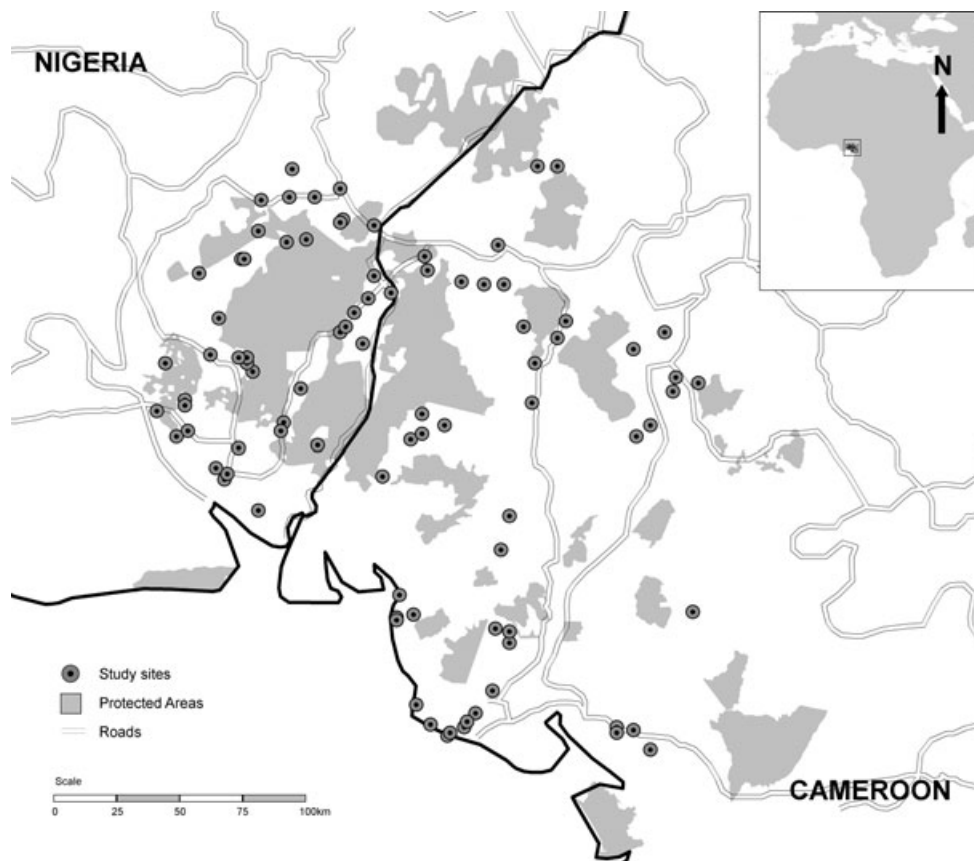 NIGERIA
N
Study sites
Protected Areas
Roads
Scale
0 25 50 75 100km
CAMEROON